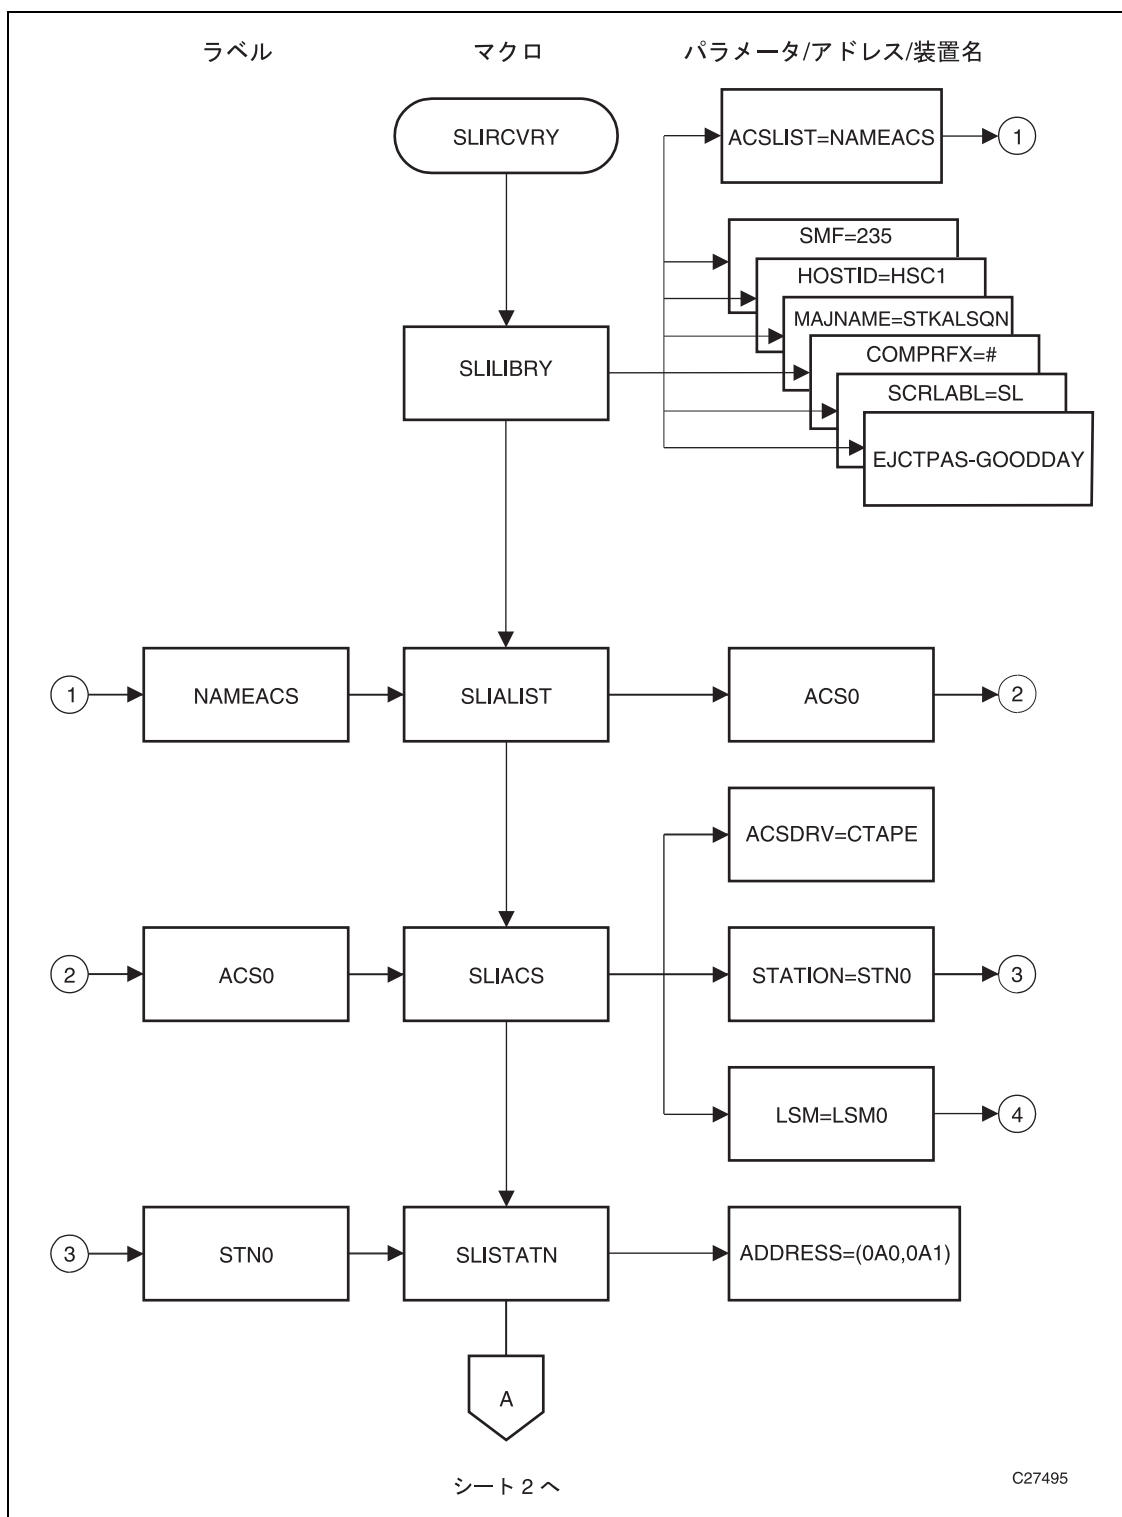 ラベル マクロ パラメータ/アドレス/装置名
SLIRCVRY
ACSLIST=NAMEACS
1
SMF=235
HOSTID=HSC1
MAJNAME=STKALSQN
COMPRFX=#
SLILIBRY
SCRLABL=SL
EJCTPAS-GOODDAY
1
NAMEACS
SLIALIST
ACS0
2
ACSDRV=CTAPE
2
ACS0
SLIACS
STATION=STN0
3
LSM=LSM0
4
3
STN0
SLISTATN
ADDRESS=(0A0,0A1)
A
シート 2 へ
C27495